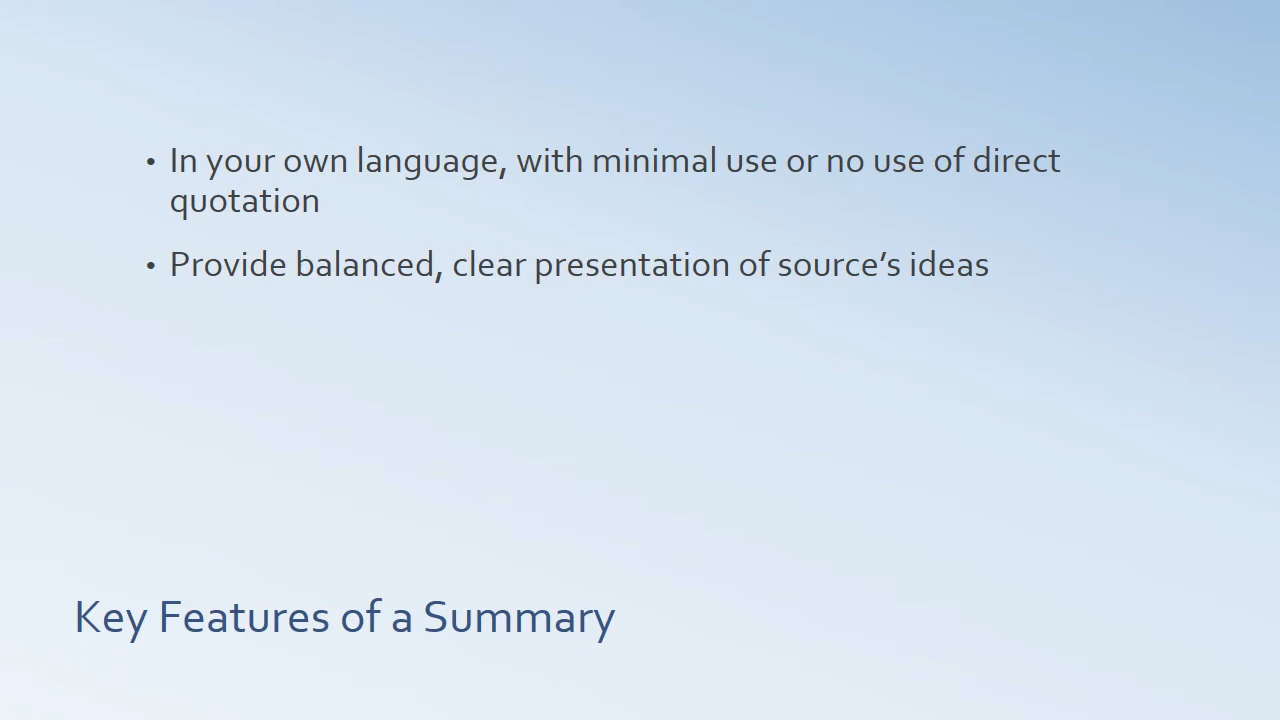 • In your own language, with minimal use or no use of direct
quotation
• Provide balanced, clear presentation of source’s ideas
Key Features of a Summary